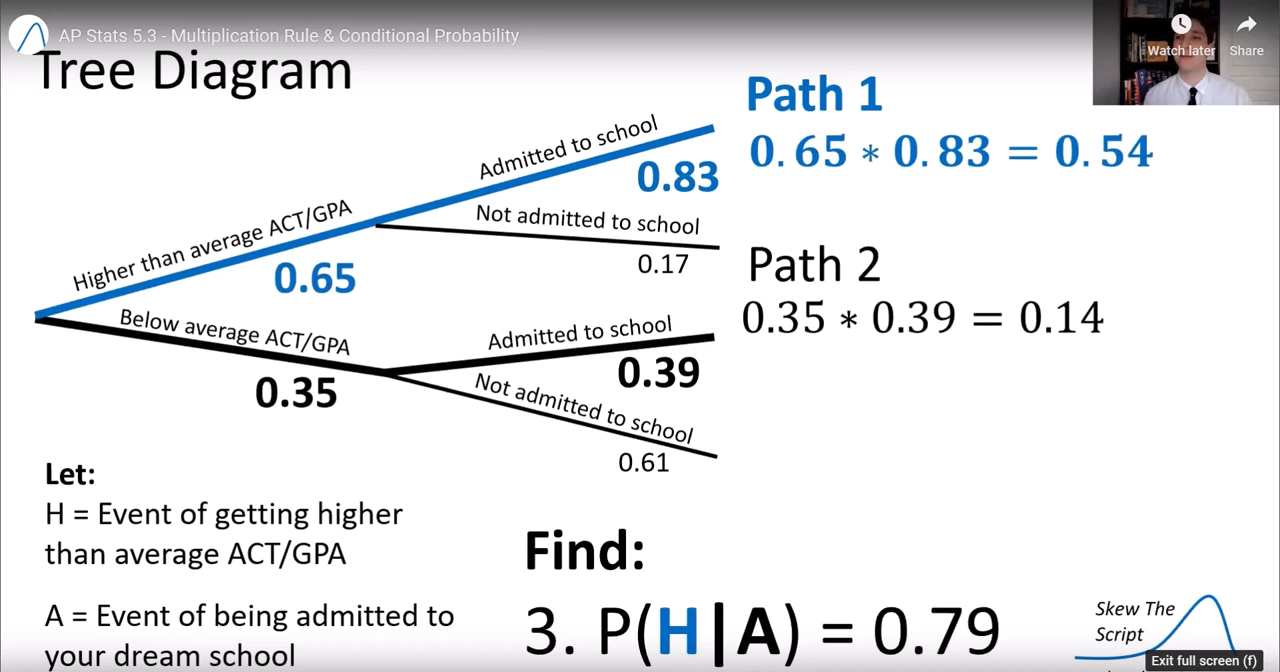 AP Stats 5.3 - Multiplication Rule & Conditional Probability
Watch later
Share
Tree Diagram
Path 1
0.65 * 0.83 = 0.54
Admitted to school
0.83
Not admitted to school
0.17
Higher than average ACT/GPA
0.65
Path 2
0.35 * 0.39 = 0.14
Below average ACT/GPA
0.35
Admitted to school
0.39
Not admitted to school
0.61
Let:
H = Event of getting higher
than average ACT/GPA
A = Event of being admitted to
your dream school
Find:
3. P(H|A) = 0.79
Skew The
Script
Exit full screen (f)